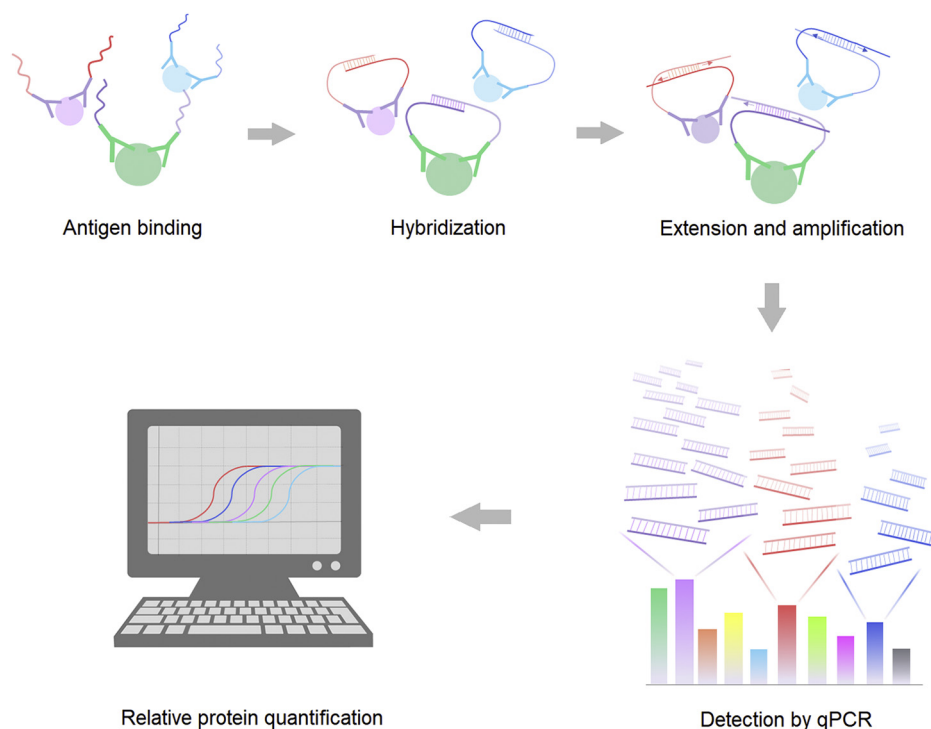 Antigen binding
Hybridization
Extension and amplification
Detection by qPCR
Relative protein quantification